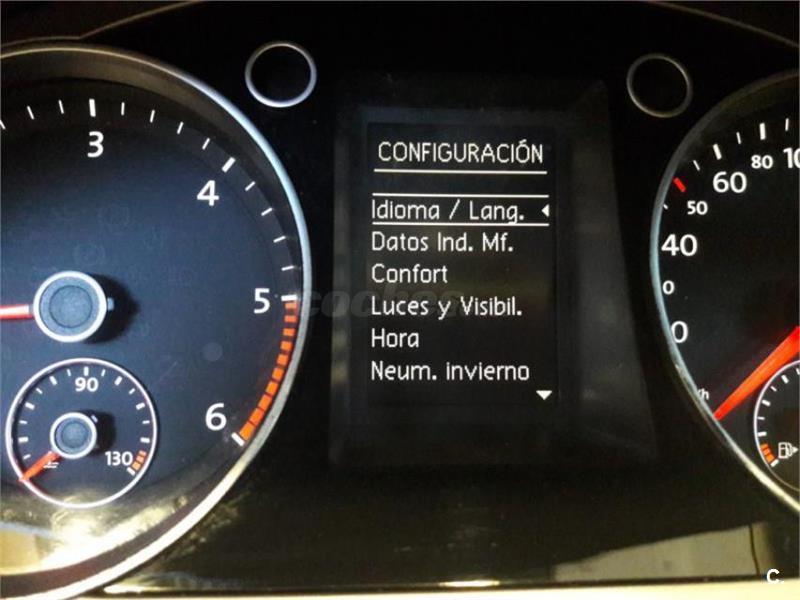 CONFIGURACIÓN
Idioma / Lang.
Datos Ind. Mf.
Confort
Luces y Visibil.
Hora
Neum. invierno
3
4
5
6
90
130
60
80
50
40
C.